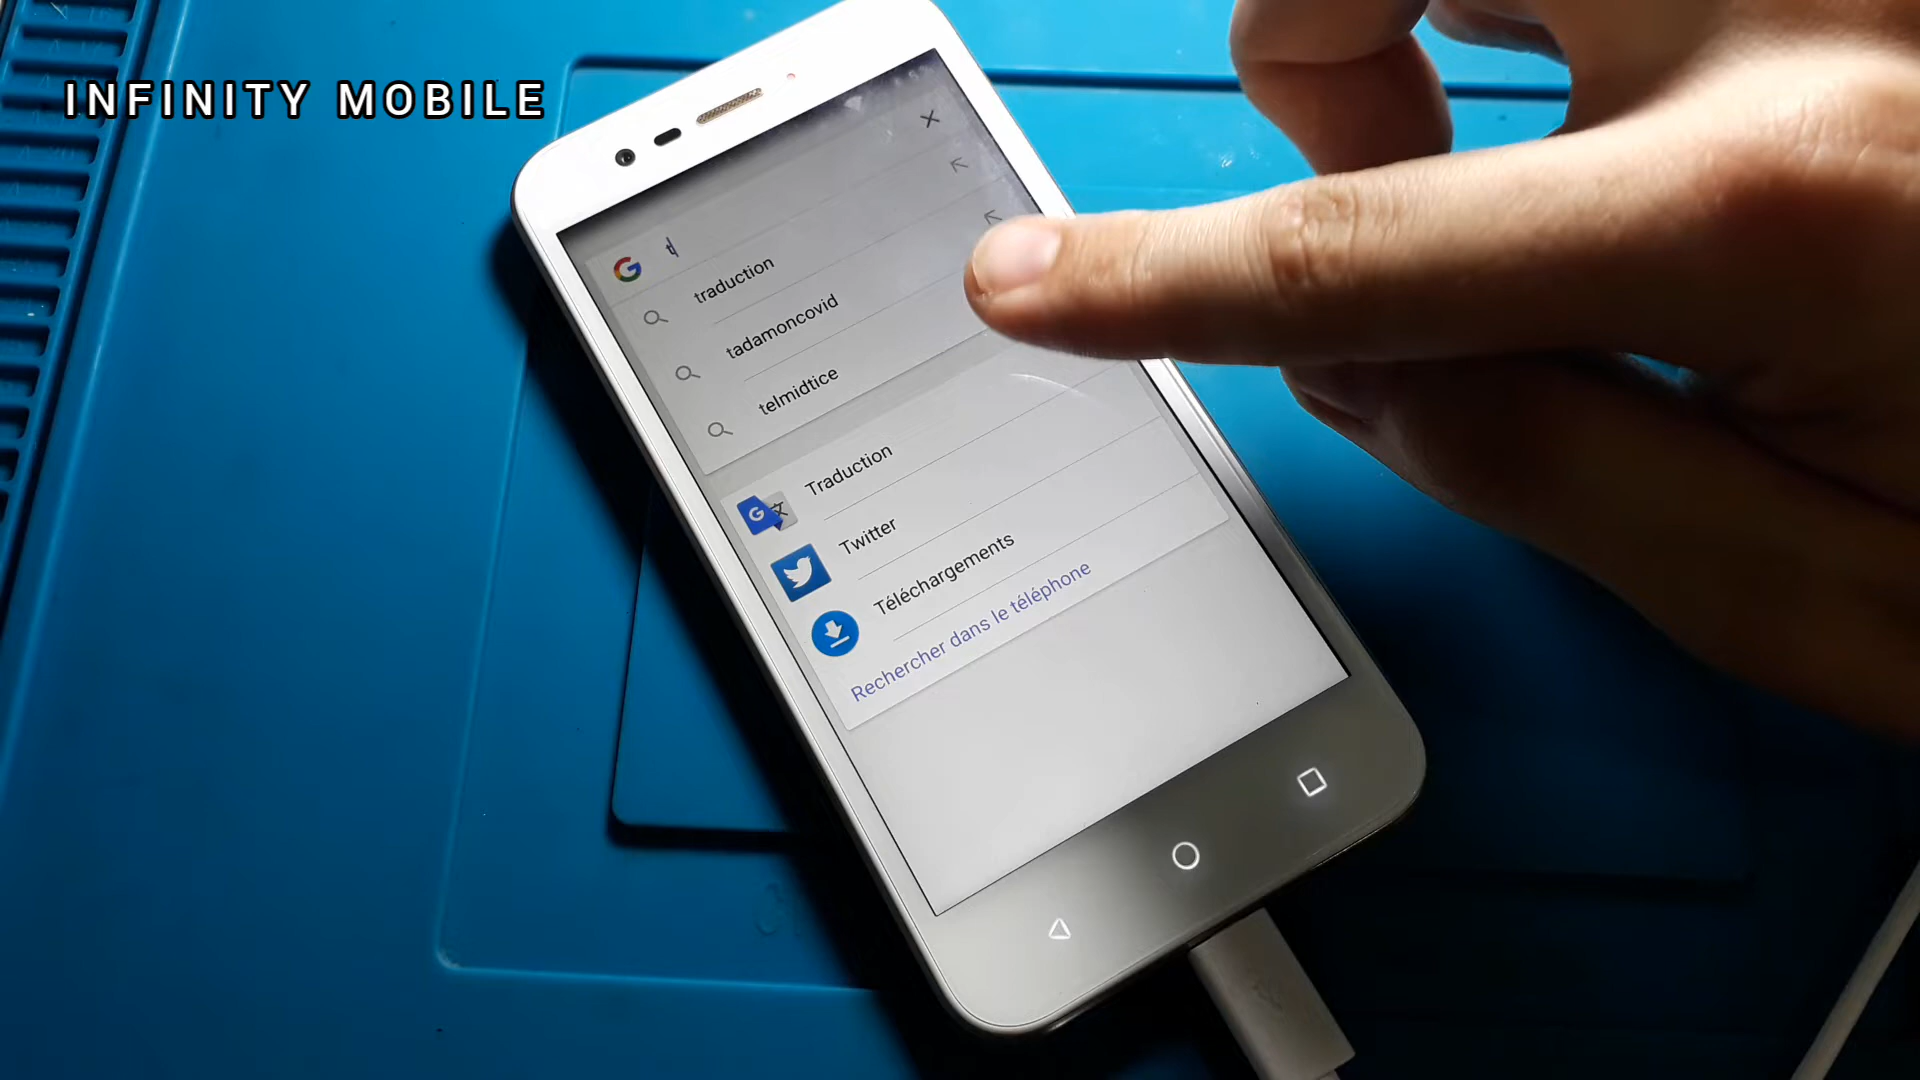 INFINITY MOBILE
t
traduction
tadamoncovid
telmidtice
Traduction
Twitter
Téléchargements
Rechercher dans le téléphone